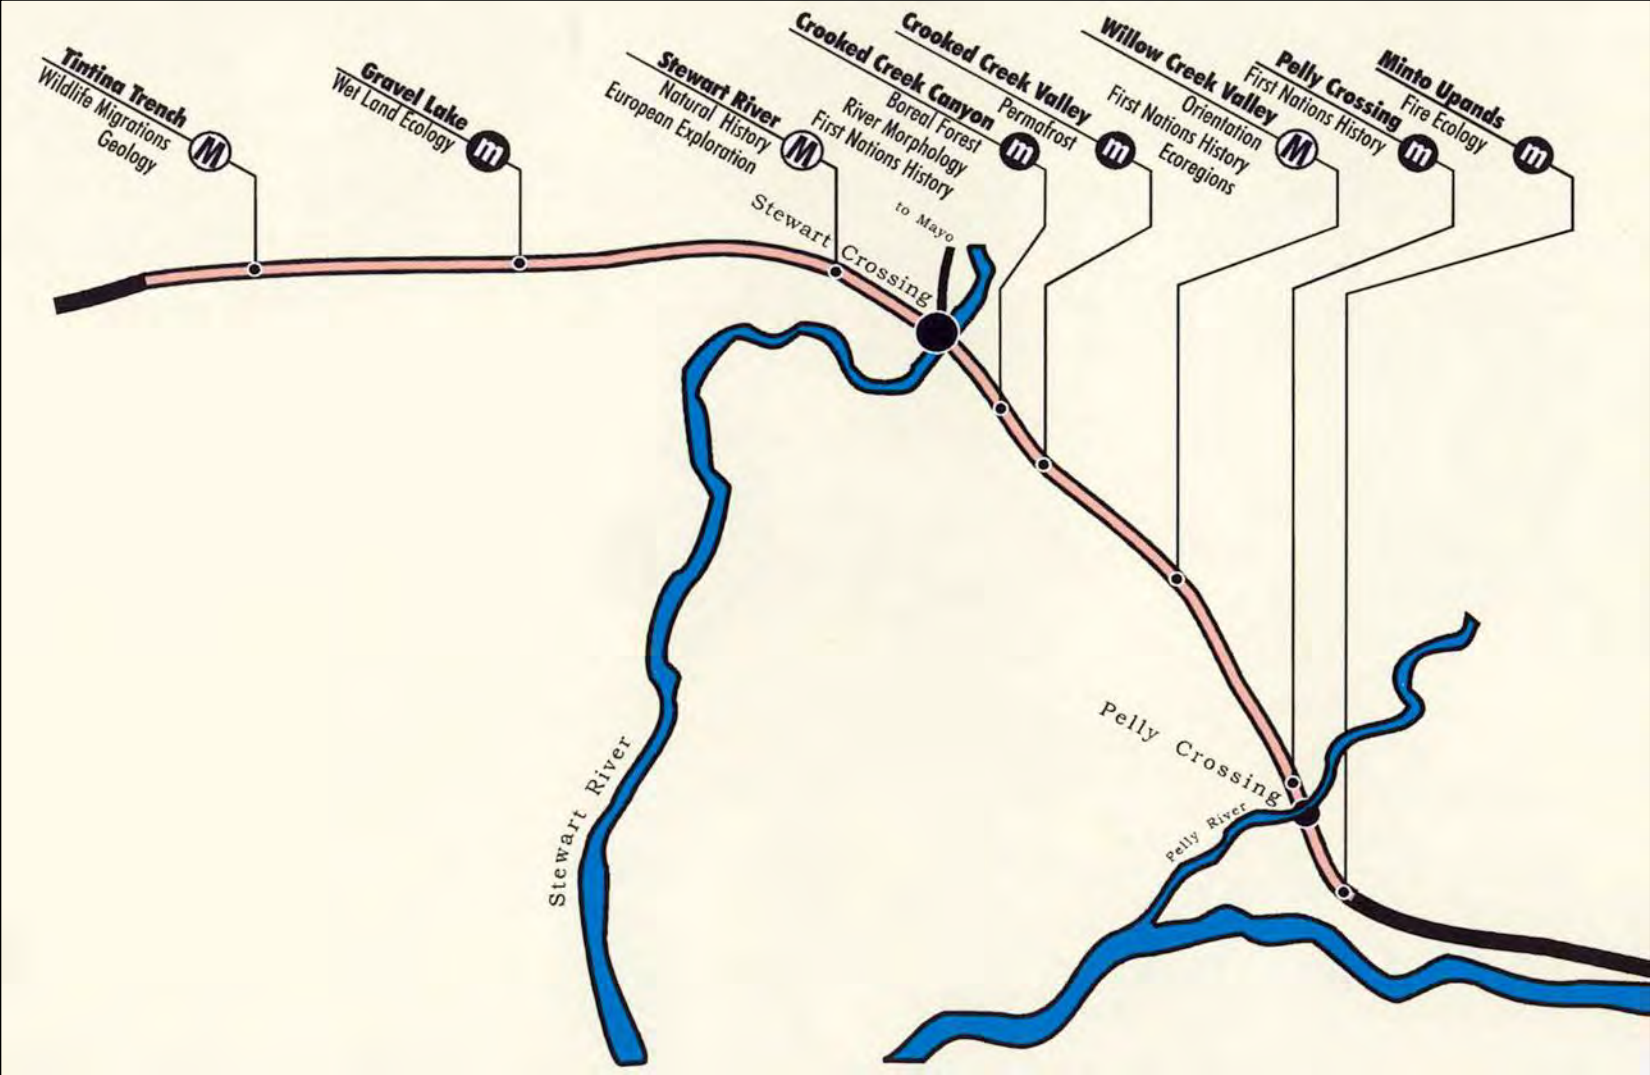 Tintina Trench
Wildlife Migrations
Geology
M
Gravel Lake
Wet Land Ecology
m
Stewart River
Natural History
European Exploration
M
Crooked Creek Canyon
Boreal Forest
River Morphology
First Nations History
m
Crooked Creek Valley
Permafrost
m
Willow Creek Valley
Orientation
First Nations History
Ecoregions
M
Pelly Crossing
First Nations History
m
Minto Upands
Fire Ecology
m
Stewart Crossing
to Mayo
Stewart River
Pelly Crossing
Pelly River